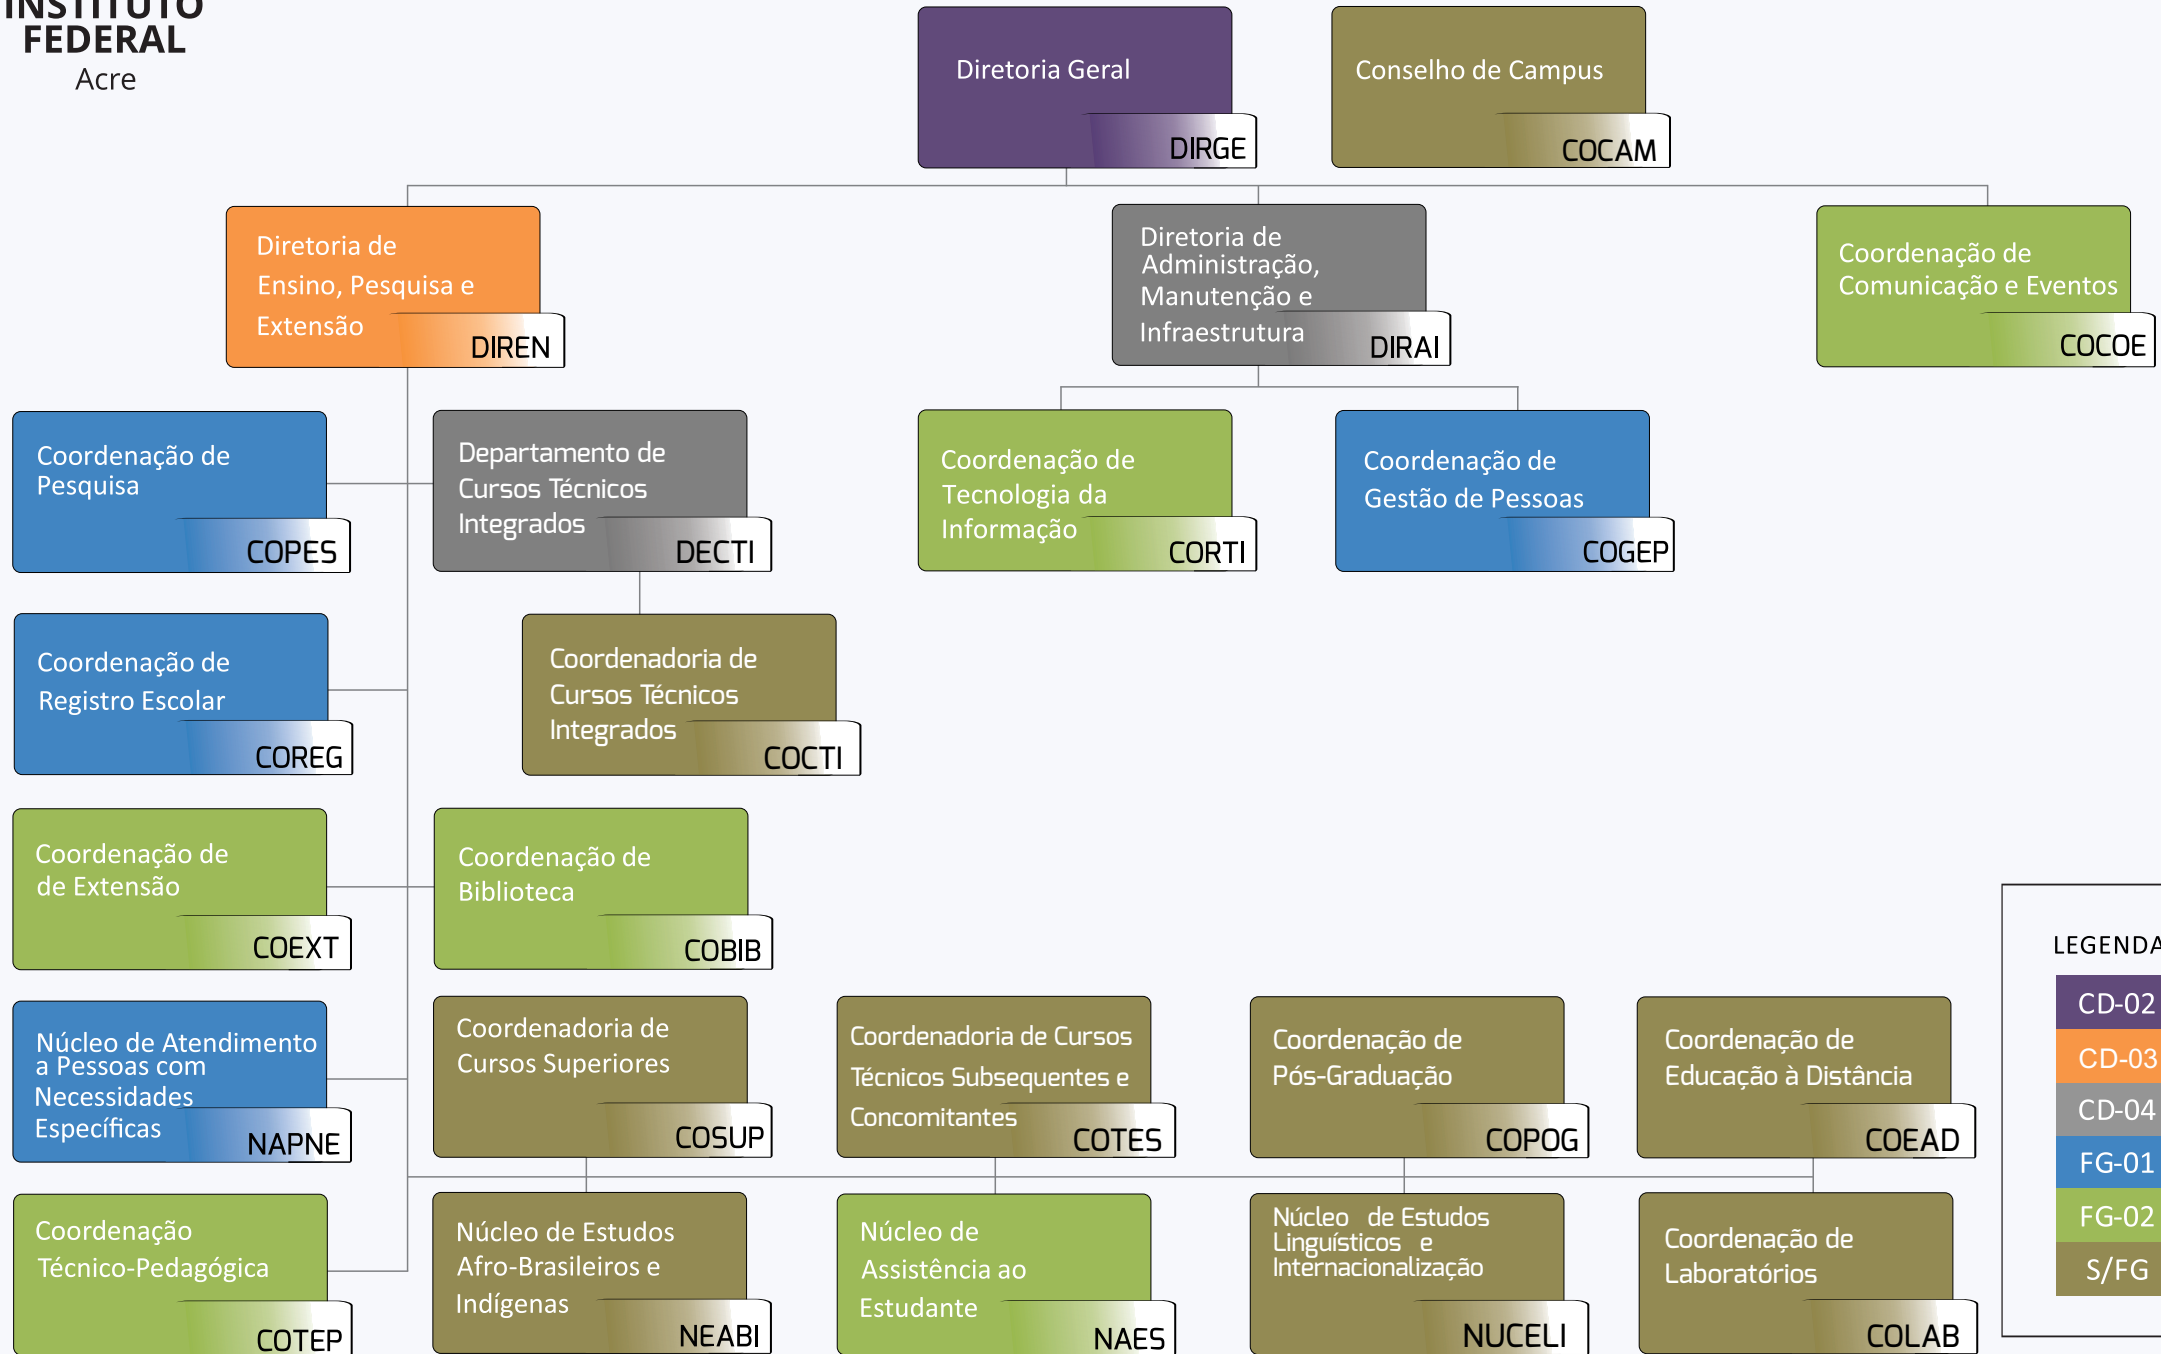 INSTITUTO
FEDERAL
Acre
Diretoria Geral
DIRGE
Conselho de Campus
COCAM
Diretoria de
Ensino, Pesquisa e
Extensão
DIREN
Diretoria de
Administração,
Manutenção e
Infraestrutura
DIRAI
Coordenação de
Comunicação e Eventos
COCOE
Coordenação de
Pesquisa
COPES
Departamento de
Cursos Técnicos
Integrados
DECTI
Coordenação de
Tecnologia da
Informação
CORTI
Coordenação de
Gestão de Pessoas
COGEP
Coordenação de
Registro Escolar
COREG
Coordenadoria de
Cursos Técnicos
Integrados
COCTI
Coordenação de
de Extensão
COEXT
Coordenação de
Biblioteca
COBIB
Núcleo de Atendimento
a Pessoas com
Necessidades
Específicas
NAPNE
Coordenadoria de
Cursos Superiores
COSUP
Coordenadoria de Cursos
Técnicos Subsequentes e
Concomitantes
COTES
Coordenação de
Pós-Graduação
COPOG
Coordenação de
Educação à Distância
COEAD
Coordenação
Técnico-Pedagógica
COTEP
Núcleo de Estudos
Afro-Brasileiros e
Indígenas
NEABI
Núcleo de
Assistência ao
Estudante
NAES
Núcleo de Estudos
Linguísticos e
Internacionalização
NUCELI
Coordenação de
Laboratórios
COLAB
LEGENDA
CD-02
CD-03
CD-04
FG-01
FG-02
S/FG